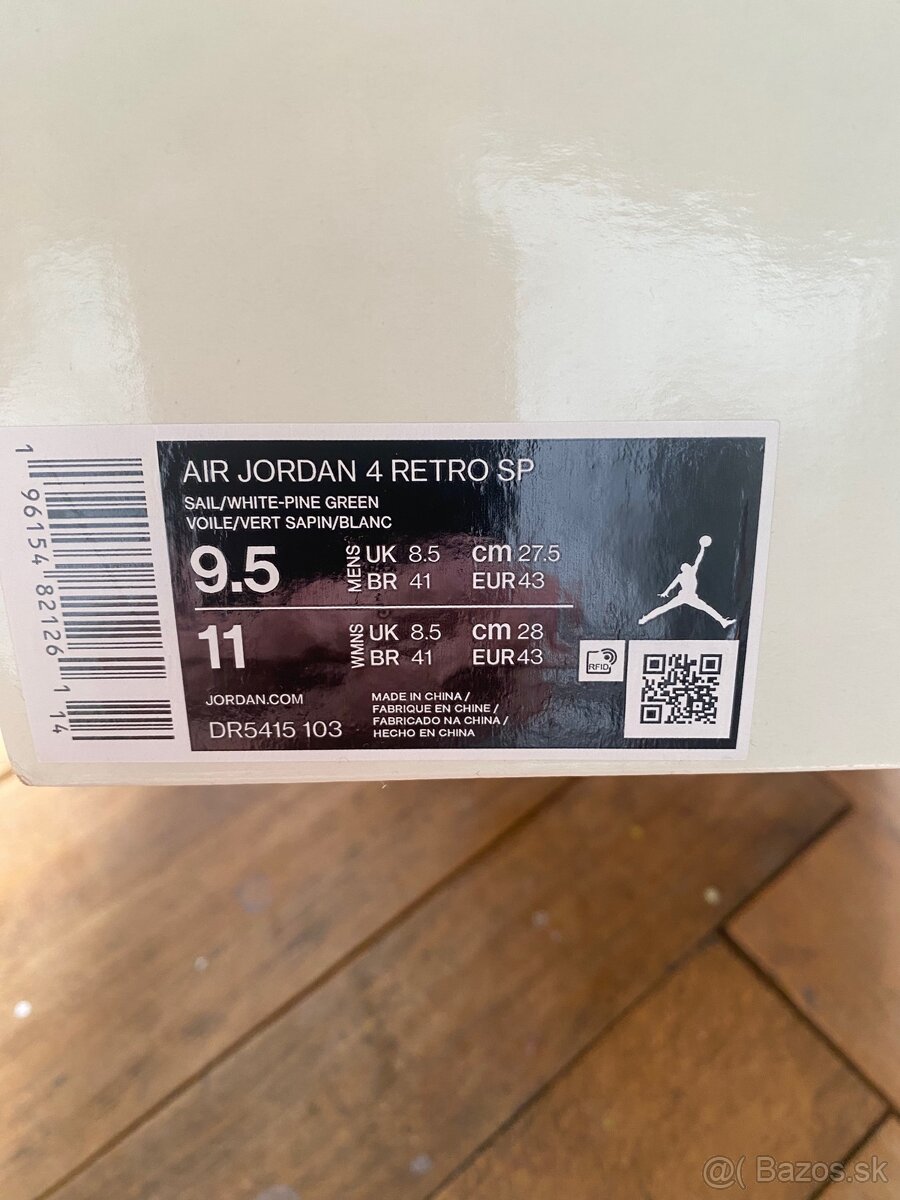 1 96154 82126 1 14
AIR JORDAN 4 RETRO SP
SAIL/WHITE-PINE GREEN
VOILE/VERT SAPIN/BLANC
9.5 MENS UK 8.5 cm 27.5
BR 41 EUR 43
11 WMNS UK 8.5 cm 28
BR 41 EUR 43
RFID
JORDAN.COM
DR5415 103
MADE IN CHINA /
FABRIQUE EN CHINE /
FABRICADO NA CHINA /
HECHO EN CHINA
@( Bazos.sk